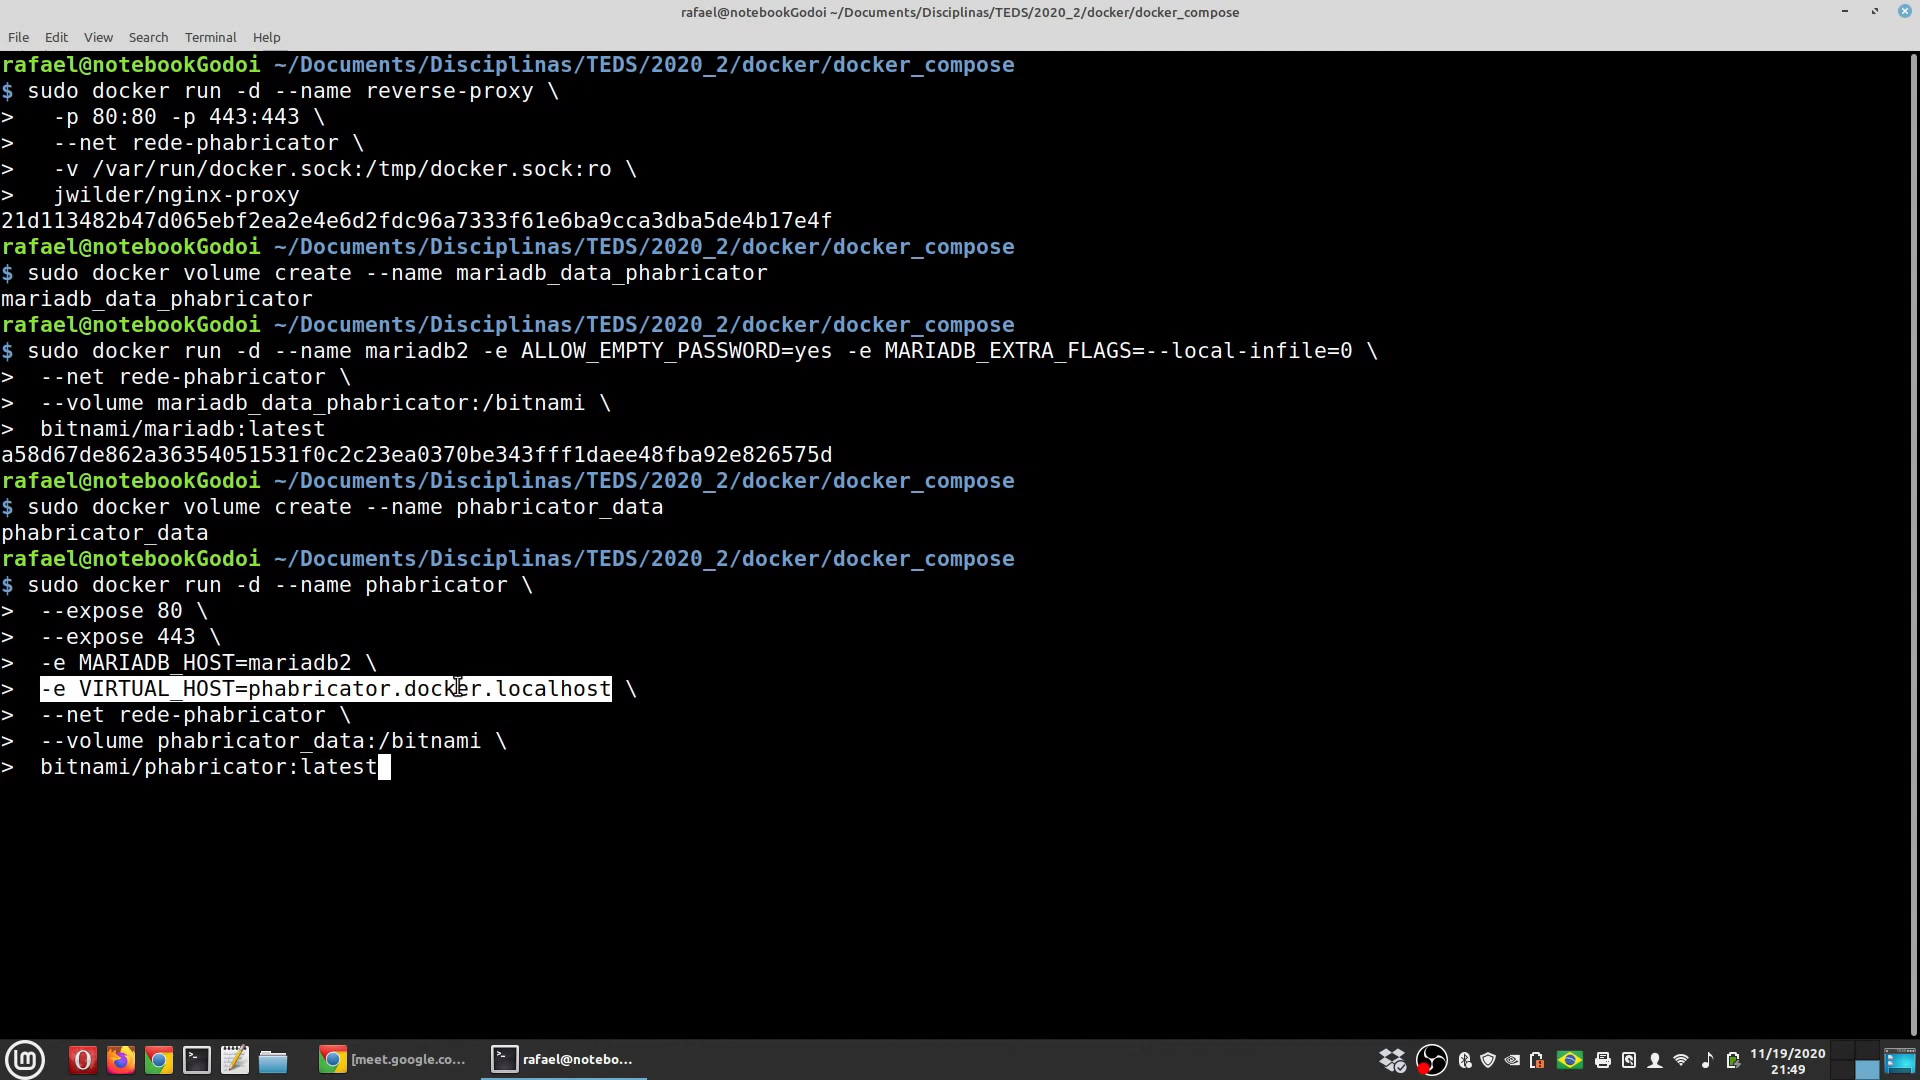 rafael@notebookGodoi ~/Documents/Disciplinas/TEDS/2020_2/docker/docker_compose
File Edit View Search Terminal Help
rafael@notebookGodoi ~/Documents/Disciplinas/TEDS/2020_2/docker/docker_compose
$ sudo docker run -d --name reverse-proxy \
>   -p 80:80 -p 443:443 \
>   --net rede-phabricator \
>   -v /var/run/docker.sock:/tmp/docker.sock:ro \
>   jwilder/nginx-proxy
21d113482b47d065ebf2ea2e4e6d2fdc96a7333f61e6ba9cca3dba5de4b17e4f
rafael@notebookGodoi ~/Documents/Disciplinas/TEDS/2020_2/docker/docker_compose
$ sudo docker volume create --name mariadb_data_phabricator
mariadb_data_phabricator
rafael@notebookGodoi ~/Documents/Disciplinas/TEDS/2020_2/docker/docker_compose
$ sudo docker run -d --name mariadb2 -e ALLOW_EMPTY_PASSWORD=yes -e MARIADB_EXTRA_FLAGS=--local-infile=0 \
>  --net rede-phabricator \
>  --volume mariadb_data_phabricator:/bitnami \
>  bitnami/mariadb:latest
a58d67de862a36354051531f0c2c23ea0370be343fff1daee48fba92e826575d
rafael@notebookGodoi ~/Documents/Disciplinas/TEDS/2020_2/docker/docker_compose
$ sudo docker volume create --name phabricator_data
phabricator_data
rafael@notebookGodoi ~/Documents/Disciplinas/TEDS/2020_2/docker/docker_compose
$ sudo docker run -d --name phabricator \
>  --expose 80 \
>  --expose 443 \
>  -e MARIADB_HOST=mariadb2 \
>  -e VIRTUAL_HOST=phabricator.docker.localhost \
>  --net rede-phabricator \
>  --volume phabricator_data:/bitnami \
>  bitnami/phabricator:latest
[meet.google.co... rafael@notebo... 11/19/2020
21:49